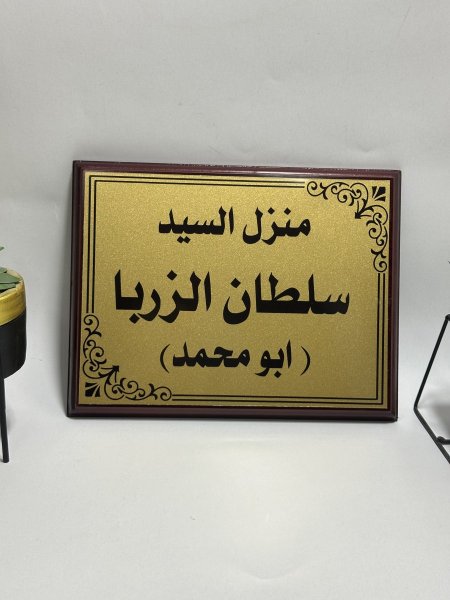 منزل السيد
سلطان الزربا
( ابو محمد )